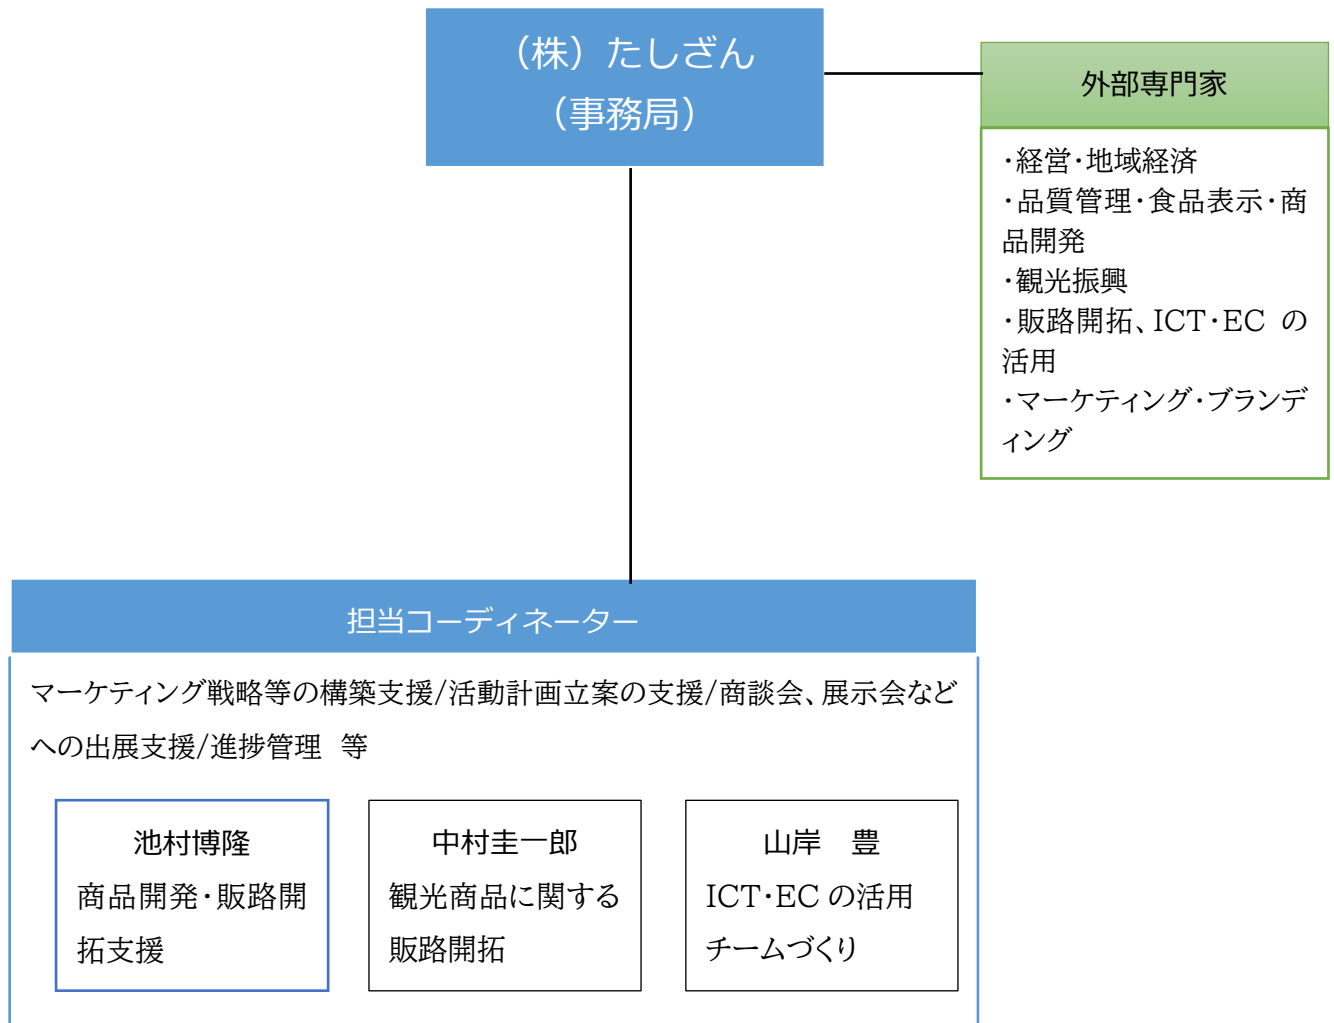 （株）たしざん
（事務局）
外部専門家
・経営・地域経済
・品質管理・食品表示・商
品開発
・観光振興
・販路開拓、ICT・EC の
活用
・マーケティング・ブランデ
ィング
担当コーディネーター
マーケティング戦略等の構築支援/活動計画立案の支援/商談会、展示会など
への出展支援/進捗管理　等
池村博隆
商品開発・販路開
拓支援
中村圭一郎
観光商品に関する
販路開拓
山岸　豊
ICT・EC の活用
チームづくり